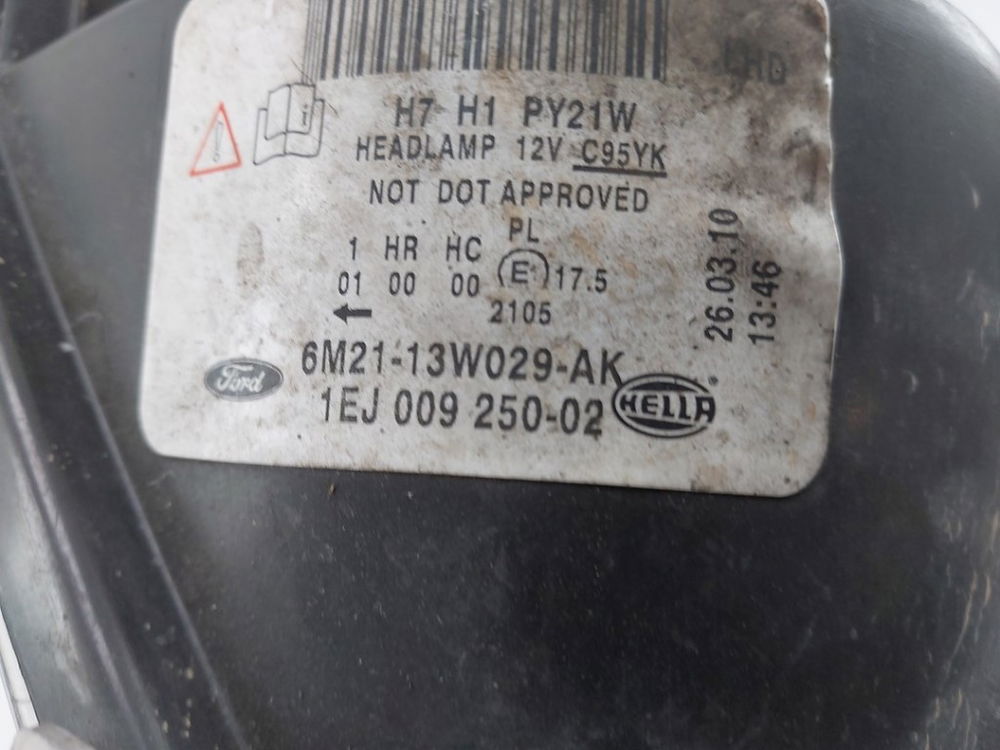 LHD
H7 H1 PY21W
HEADLAMP 12V C95YK
NOT DOT APPROVED
PL
1 HR HC
01 00 00 E 17.5
2105
26.03.10
13:46
Ford
6M21-13W029-AK
1EJ 009 250-02
HELLA